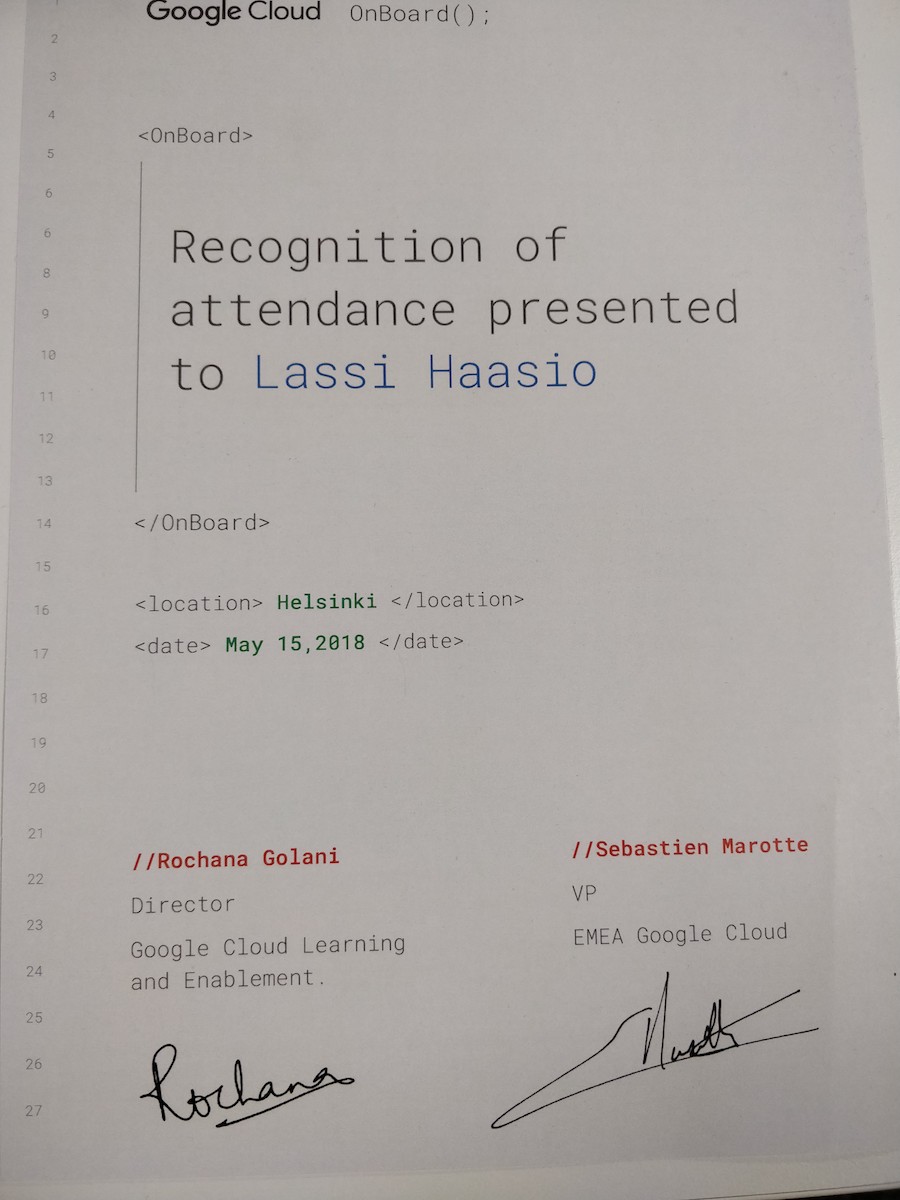 Google Cloud OnBoard();
2
3
4
<OnBoard>
5
6
6
Recognition of
8
9
attendance presented
10
to Lassi Haasio
11
12
13
14
</OnBoard>
15
16
<location> Helsinki </location>
17
<date> May 15,2018 </date>
18
19
20
21
//Rochana Golani
22
Director
23
Google Cloud Learning
24
and Enablement.
//Sebastien Marotte
VP
EMEA Google Cloud
25
26
27
Rochana
Marotte